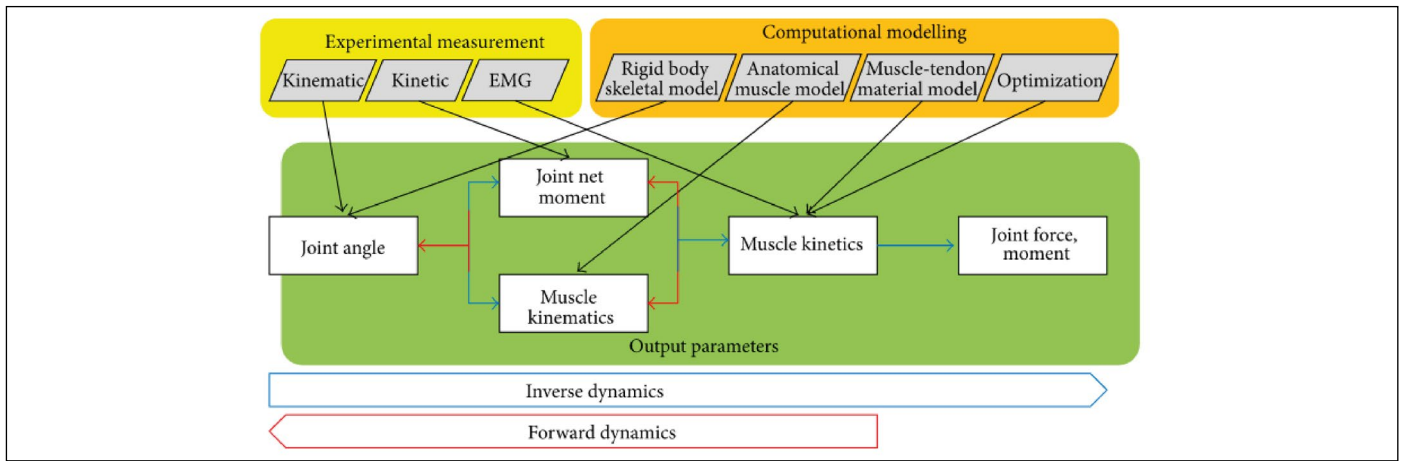 Experimental measurement
Computational modelling
Kinematic
Kinetic
EMG
Rigid body
skeletal model
Anatomical
muscle model
Muscle-tendon
material model
Optimization
Joint net
moment
Joint angle
Muscle kinetics
Joint force,
moment
Muscle
kinematics
Output parameters
Inverse dynamics
Forward dynamics